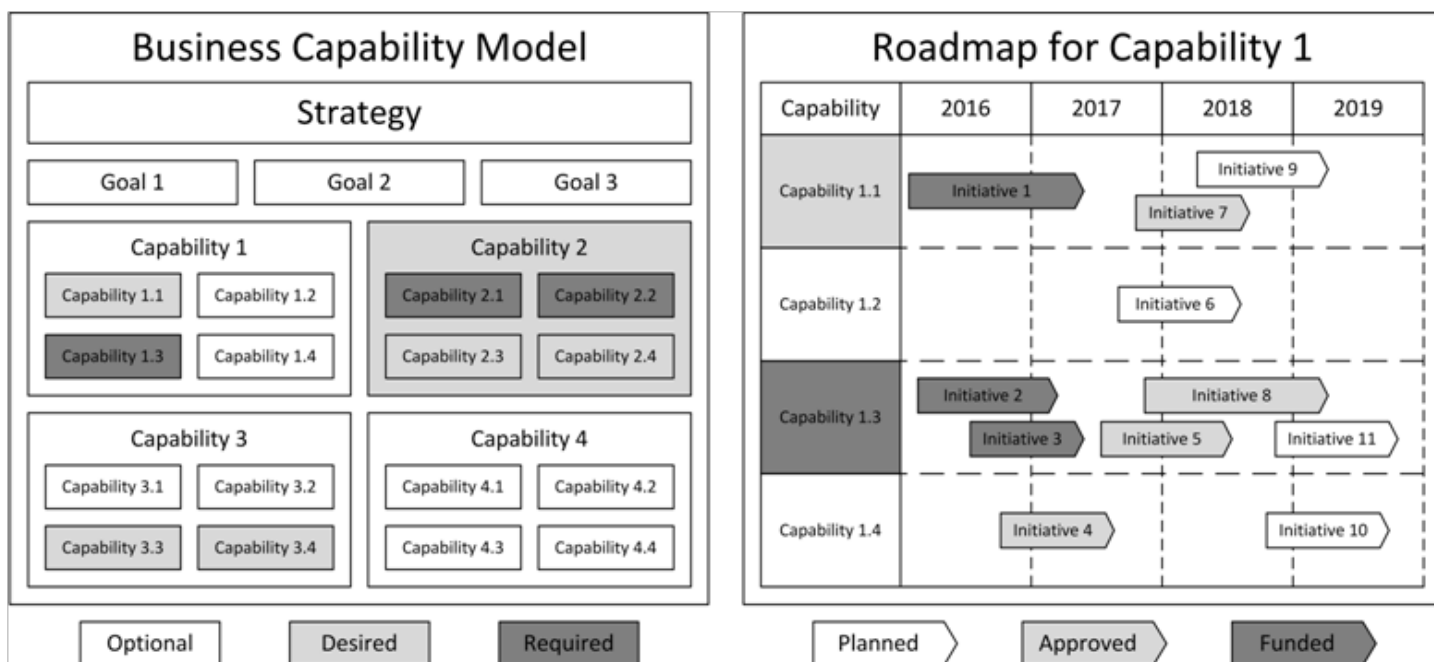 Business Capability Model
Strategy
Goal 1 Goal 2 Goal 3
Capability 1
Capability 1.1 Capability 1.2
Capability 1.3 Capability 1.4
Capability 2
Capability 2.1 Capability 2.2
Capability 2.3 Capability 2.4
Capability 3
Capability 3.1 Capability 3.2
Capability 3.3 Capability 3.4
Capability 4
Capability 4.1 Capability 4.2
Capability 4.3 Capability 4.4
Optional Desired Required
Roadmap for Capability 1
Capability 2016 2017 2018 2019
Capability 1.1
Initiative 9
Initiative 1
Initiative 7
Capability 1.2
Initiative 6
Capability 1.3
Initiative 2 Initiative 8
Initiative 3 Initiative 5 Initiative 11
Capability 1.4
Initiative 4 Initiative 10
Planned Approved Funded